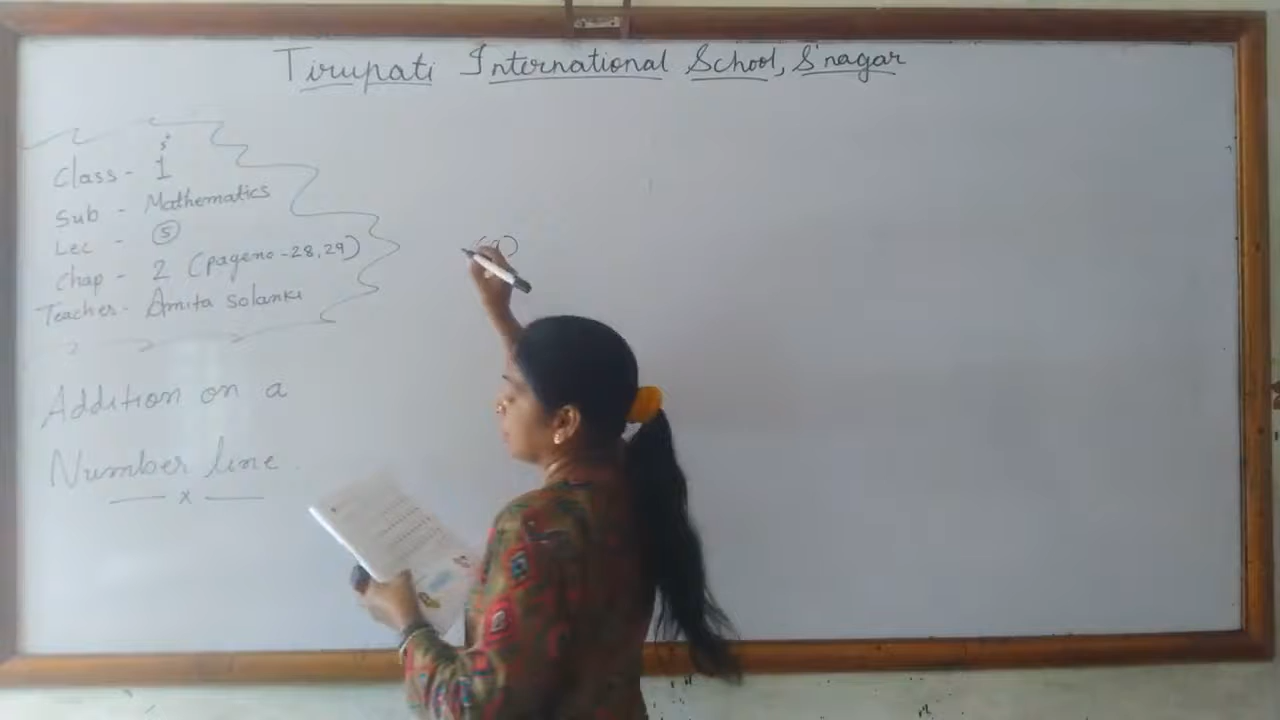 Tirupati International School, S'nagar
Class - 1
Sub - Mathematics
Lec - 5
Chap - 2 (page no - 28, 29)
Teacher - Amita Solanki
Addition on a
Number line
x
(a)